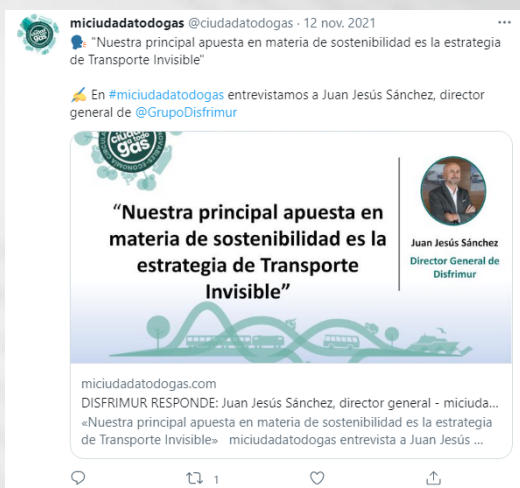 miciudadatodogas @ciudadatodogas · 12 nov. 2021
"Nuestra principal apuesta en materia de sostenibilidad es la estrategia
de Transporte Invisible"
En #miciudadatodogas entrevistamos a Juan Jesús Sánchez, director
general de @GrupoDisfrimur
ciudad
a todo
gas
“Nuestra principal apuesta en
materia de sostenibilidad es la
estrategia de Transporte
Invisible”
Juan Jesús Sánchez
Director General de
Disfrimur
miciudadatodogas.com
DISFRIMUR RESPONDE: Juan Jesús Sánchez, director general - miciuda...
«Nuestra principal apuesta en materia de sostenibilidad es la estrategia
de Transporte Invisible» miciudadatodogas entrevista a Juan Jesús ...
1